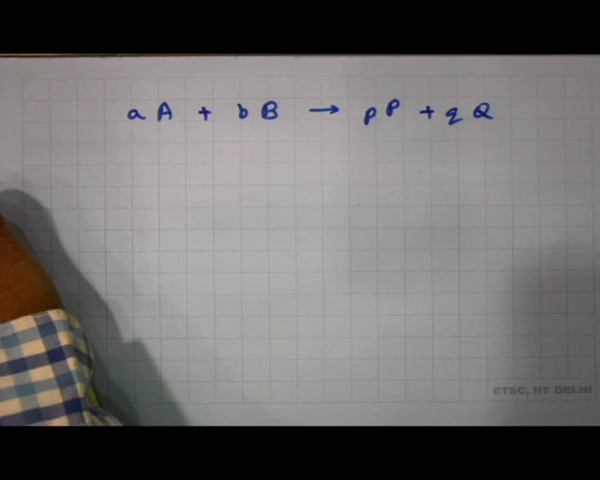 a A + b B → p P + q Q
ETSC, IIT DELHI